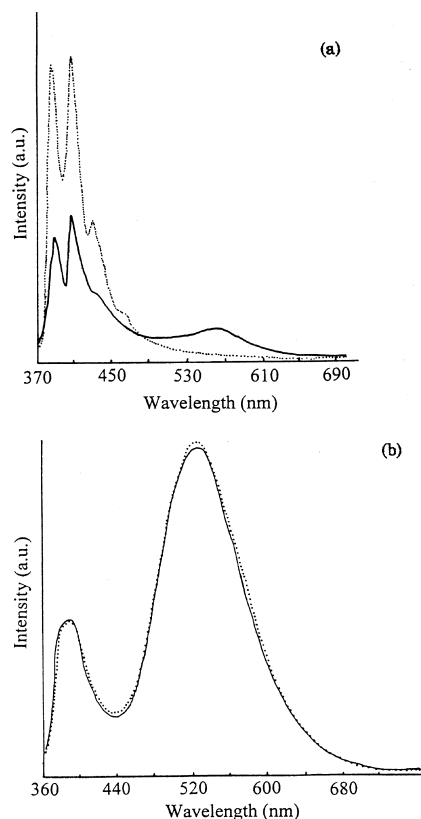 (a)
Intensity (a.u.)
370 450 530 610 690
Wavelength (nm)
(b)
Intensity (a.u.)
360 440 520 600 680
Wavelength (nm)